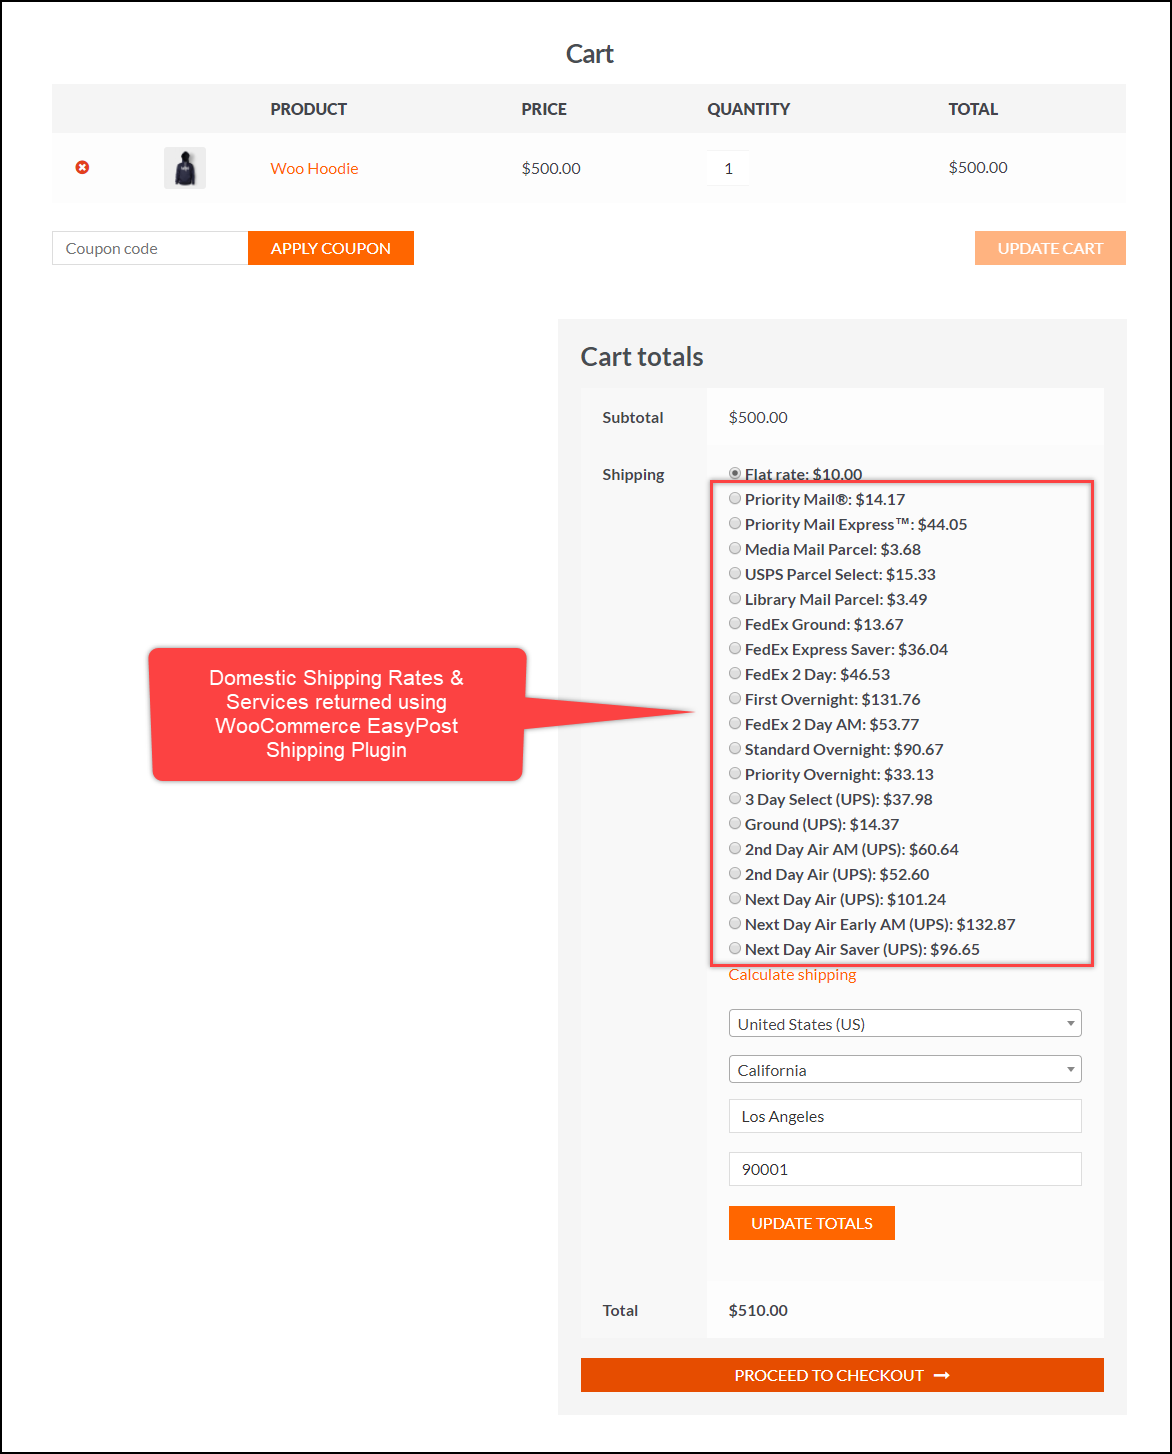 Cart
PRODUCT PRICE QUANTITY TOTAL
Woo Hoodie $500.00 1 $500.00
Coupon code APPLY COUPON UPDATE CART
Cart totals
Subtotal $500.00
Shipping Flat rate: $10.00
Priority Mail®: $14.17
Priority Mail Express™: $44.05
Media Mail Parcel: $3.68
USPS Parcel Select: $15.33
Library Mail Parcel: $3.49
FedEx Ground: $13.67
FedEx Express Saver: $36.04
FedEx 2 Day: $46.53
First Overnight: $131.76
FedEx 2 Day AM: $53.77
Standard Overnight: $90.67
Priority Overnight: $33.13
3 Day Select (UPS): $37.98
Ground (UPS): $14.37
2nd Day Air AM (UPS): $60.64
2nd Day Air (UPS): $52.60
Next Day Air (UPS): $101.24
Next Day Air Early AM (UPS): $132.87
Next Day Air Saver (UPS): $96.65
Domestic Shipping Rates &
Services returned using
WooCommerce EasyPost
Shipping Plugin
Calculate shipping
United States (US)
California
Los Angeles
90001
UPDATE TOTALS
Total $510.00
PROCEED TO CHECKOUT →